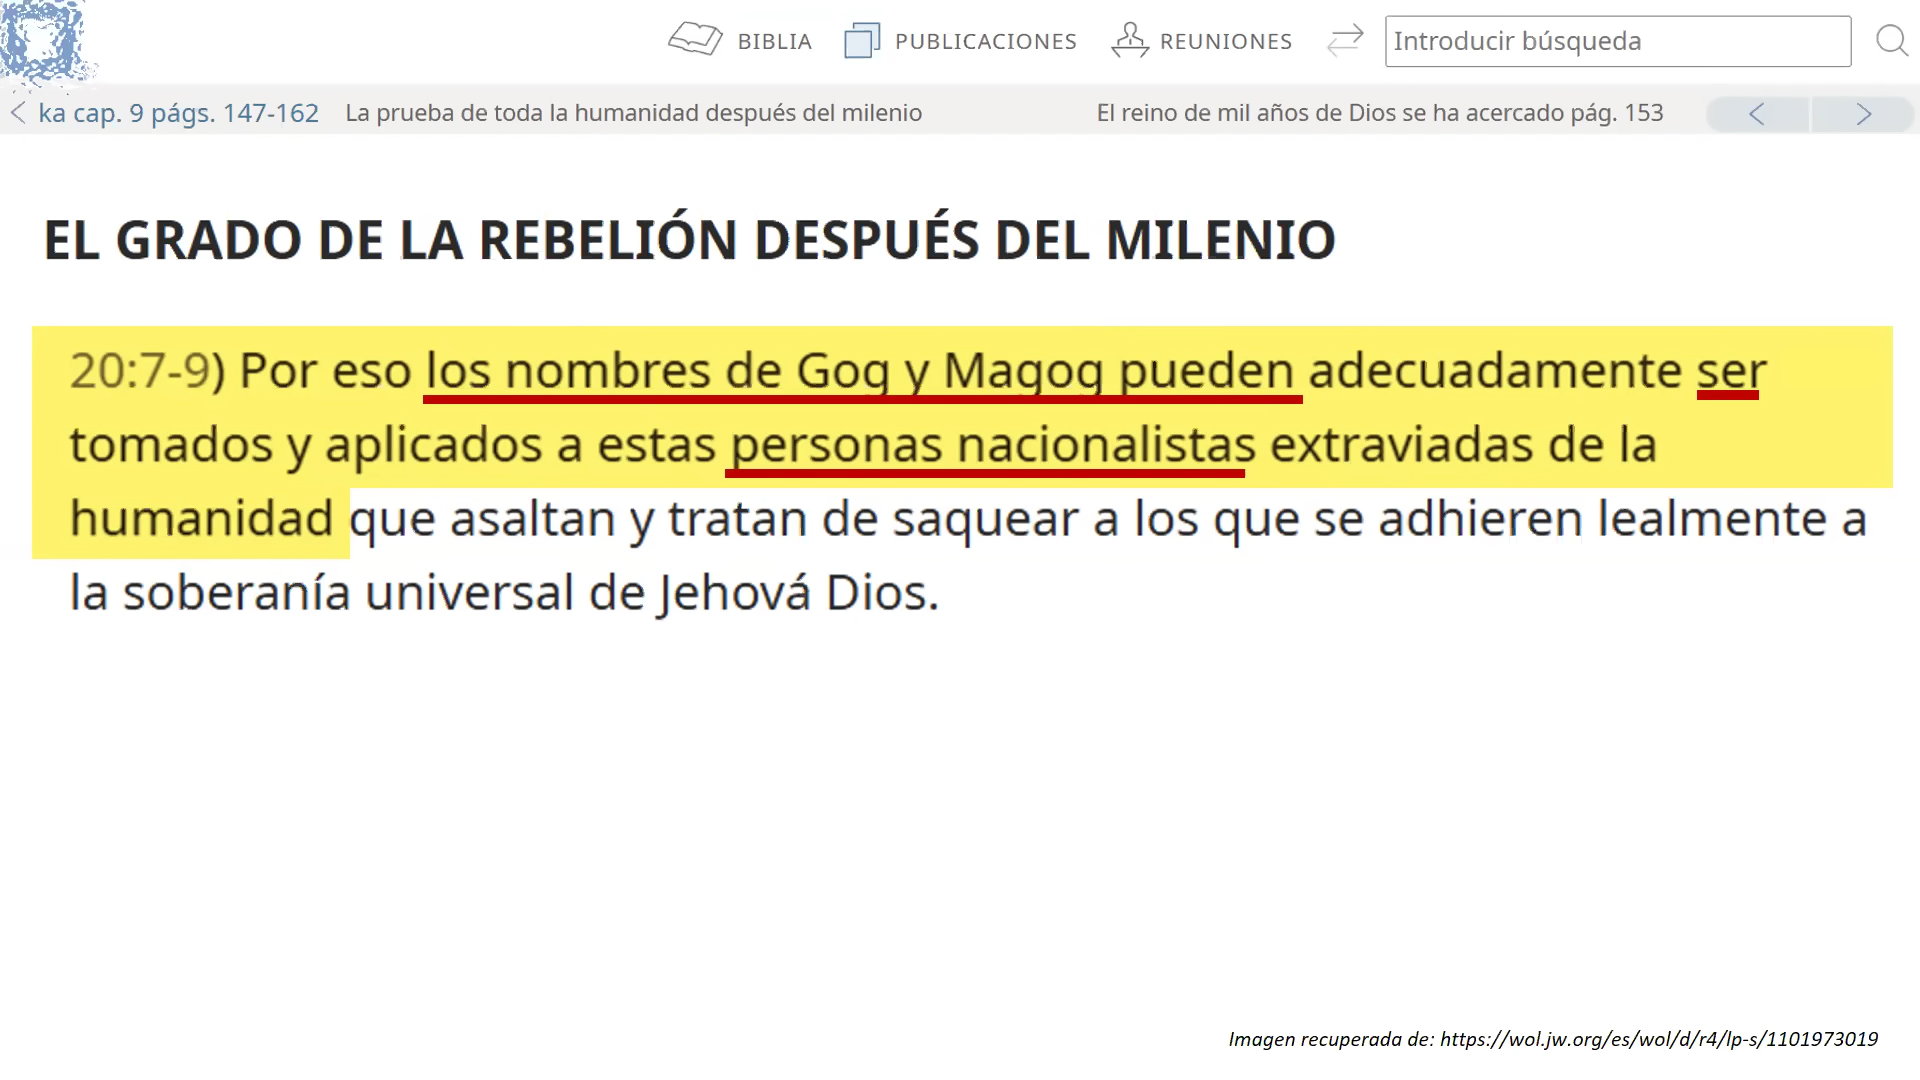 BIBLIA PUBLICACIONES REUNIONES Introducir búsqueda
ka cap. 9 págs. 147-162 La prueba de toda la humanidad después del milenio El reino de mil años de Dios se ha acercado pág. 153
EL GRADO DE LA REBELIÓN DESPUÉS DEL MILENIO
20:7-9) Por eso los nombres de Gog y Magog pueden adecuadamente ser
tomados y aplicados a estas personas nacionalistas extraviadas de la
humanidad que asaltan y tratan de saquear a los que se adhieren lealmente a
la soberanía universal de Jehová Dios.
Imagen recuperada de: https://wol.jw.org/es/wol/d/r4/lp-s/1101973019